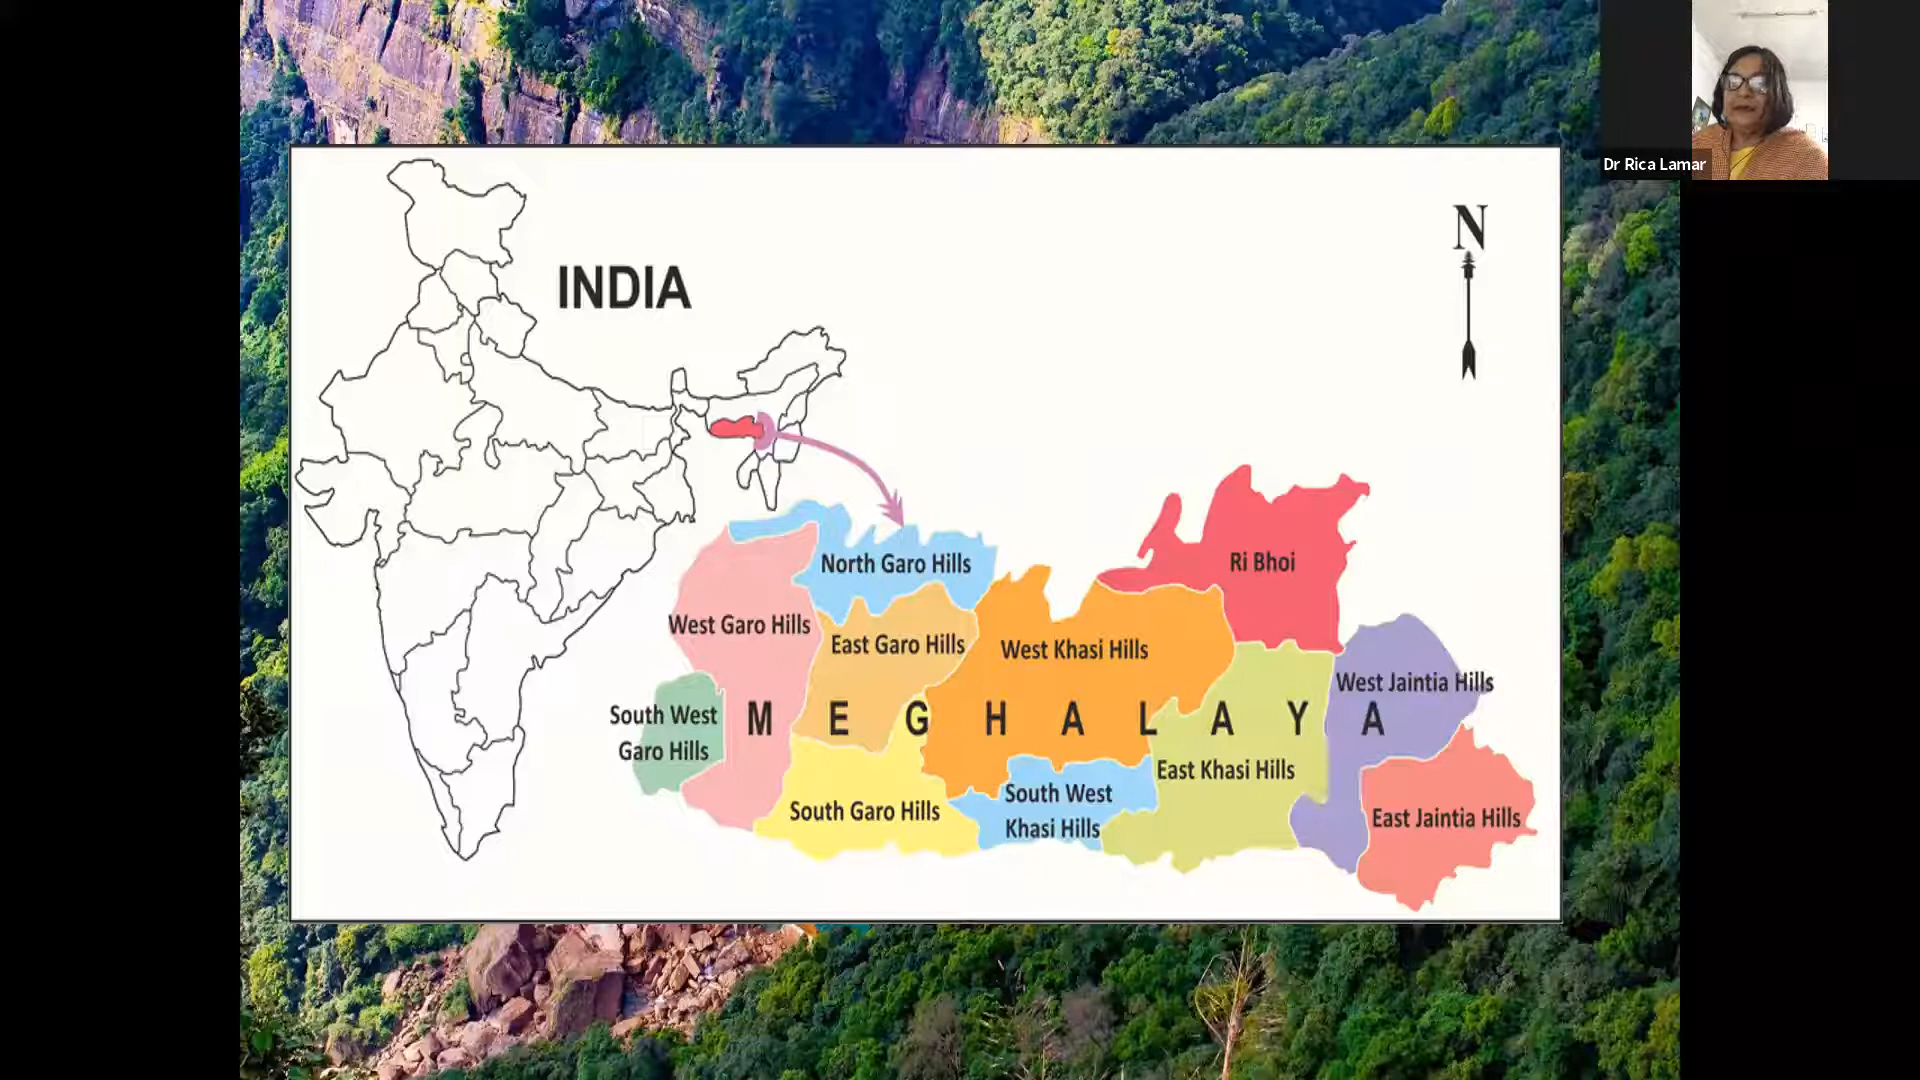 Dr Rica Lamar
N
INDIA
North Garo Hills
Ri Bhoi
West Garo Hills
East Garo Hills
West Khasi Hills
West Jaintia Hills
South West
Garo Hills
M E G H A L A Y A
East Khasi Hills
South Garo Hills
South West
Khasi Hills
East Jaintia Hills